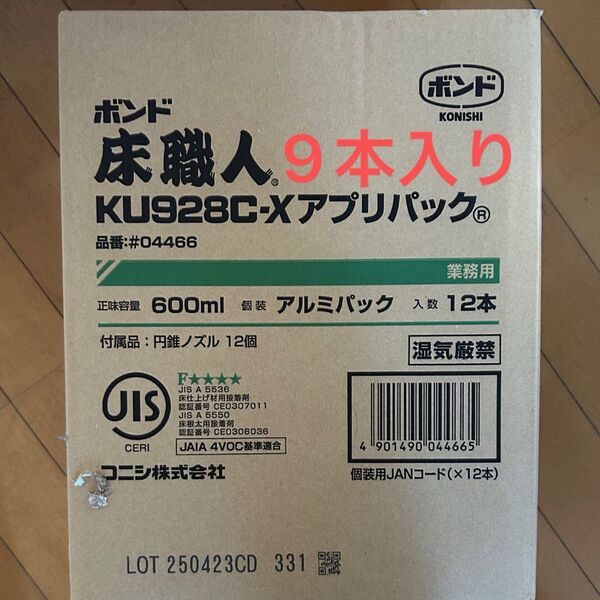 ボンド
KONISHI
ボンド
床職人®
９本入り
KU928C-Xアプリパック®
品番:#04466
業務用
正味容量 600ml 個装 アルミパック 入数 12本
付属品：円錐ノズル 12個
湿気厳禁
JIS
CERI
F★★★★
JIS A 5536
床仕上げ材用接着剤
認証番号 CE0307011
JIS A 5550
床根太用接着剤
認証番号 CE0308036
JAIA 4VOC基準適合
4 901490 044665
個装用JANコード(×12本)
コニシ株式会社
LOT 250423CD 331